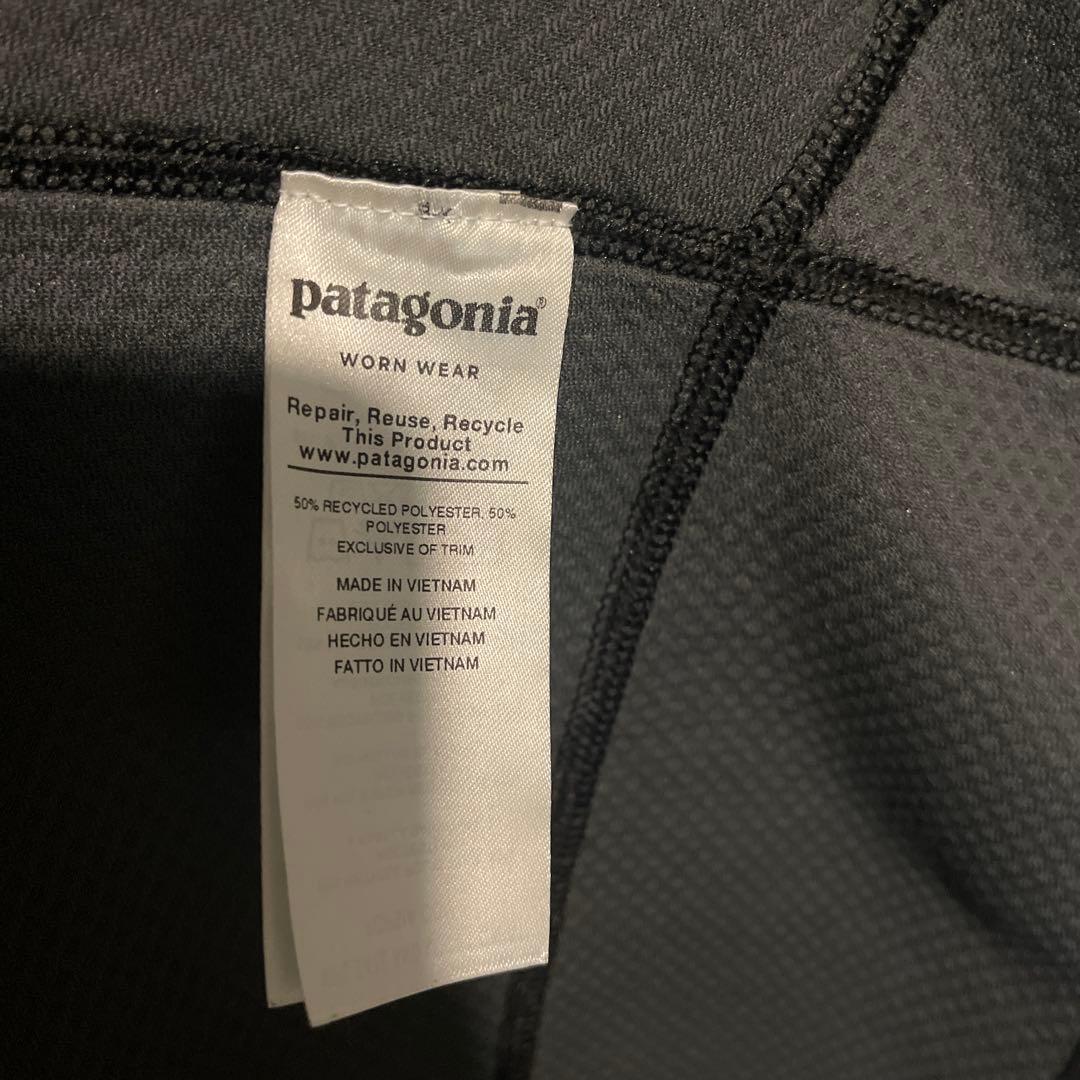 patagonia®
WORN WEAR
Repair, Reuse, Recycle
This Product
www.patagonia.com
50% RECYCLED POLYESTER, 50%
POLYESTER
EXCLUSIVE OF TRIM
MADE IN VIETNAM
FABRIQUÉ AU VIETNAM
HECHO EN VIETNAM
FATTO IN VIETNAM